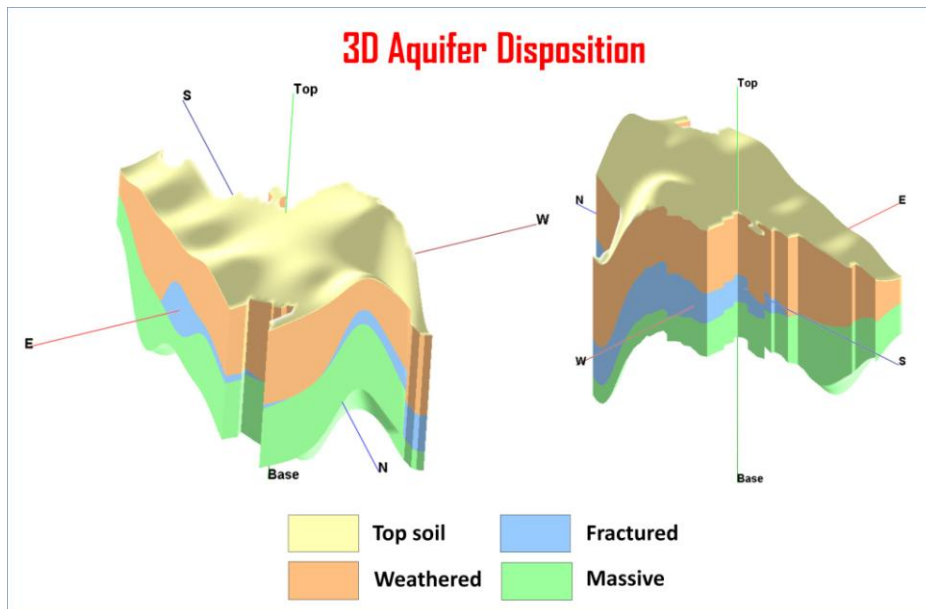 3D Aquifer Disposition
S
Top
W
E
N
Base
Top
N
E
W
S
Base
Top soil
Fractured
Weathered
Massive